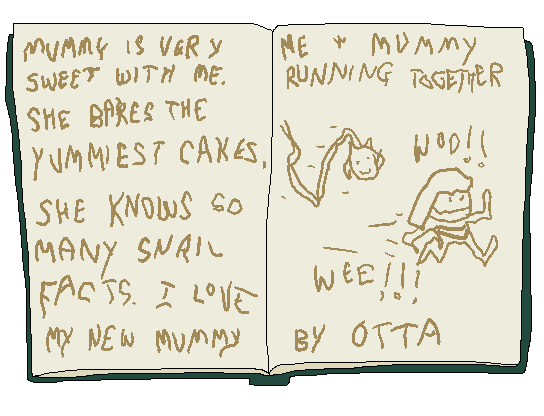 MUMMY IS VERY
SWEET WITH ME.
SHE BAKES THE
YUMMIEST CAKES.
SHE KNOWS SO
MANY SNAIL
FACTS. I LOVE
MY NEW MUMMY
ME + MUMMY
RUNNING TOGETHER
WOO!!
WEE!!!
BY OTTA